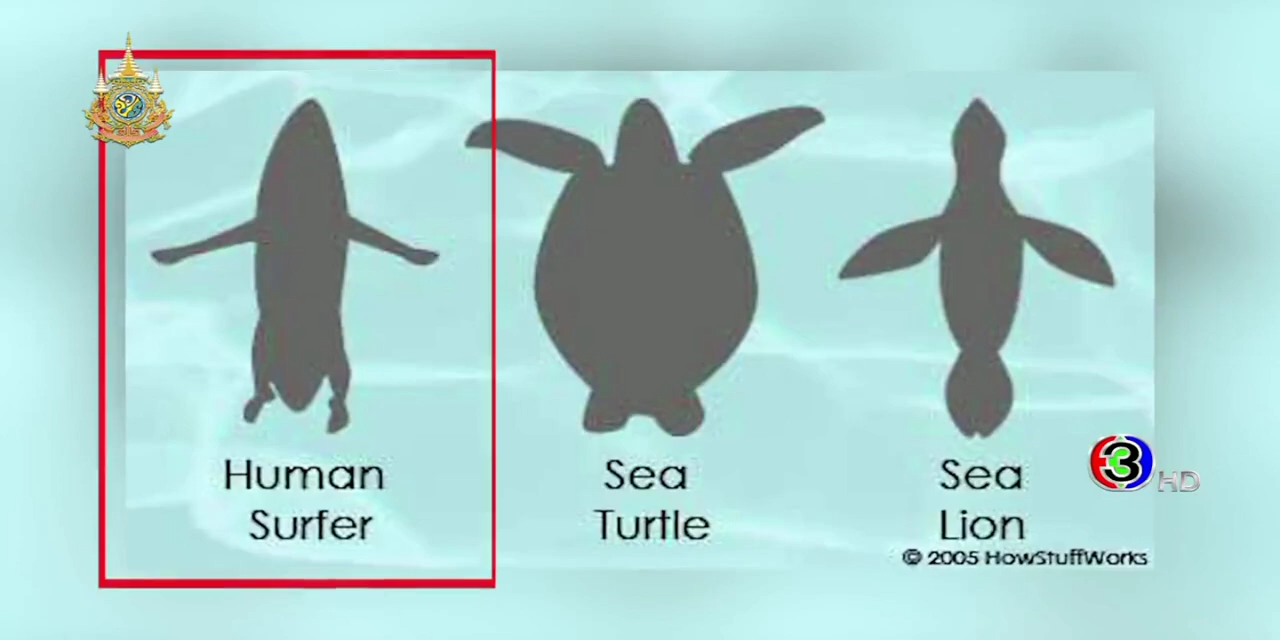 Human
Surfer
Sea
Turtle
Sea
Lion
© 2005 HowStuffWorks
3 HD